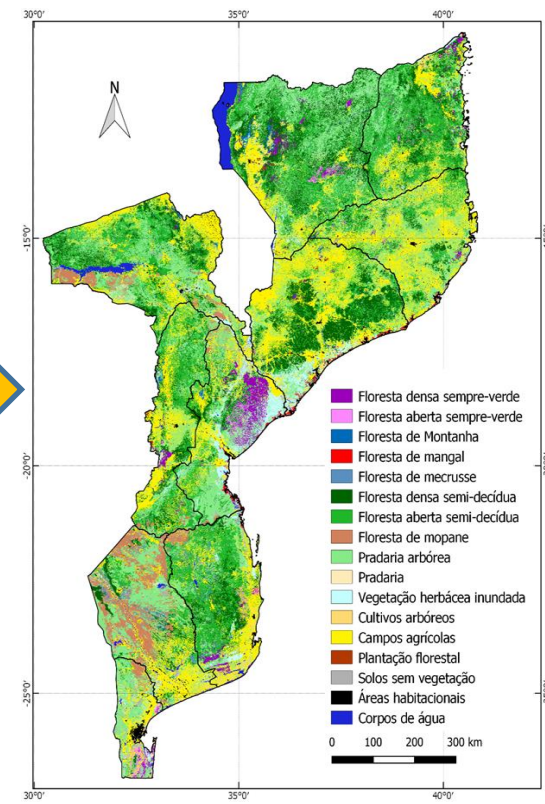 30°0' 35°0' 40°0'
N
-15°0'
Floresta densa sempre-verde
Floresta aberta sempre-verde
Floresta de Montanha
Floresta de mangal
-20°0'
Floresta de mecrusse
Floresta densa semi-decídua
Floresta aberta semi-decídua
Floresta de mopane
Pradaria arbórea
Pradaria
Vegetação herbácea inundada
Cultivos arbóreos
Campos agrícolas
Plantação florestal
Solos sem vegetação
-25°0'
Áreas habitacionais
Corpos de água
0 100 200 300 km
30°0' 35°0' 40°0'